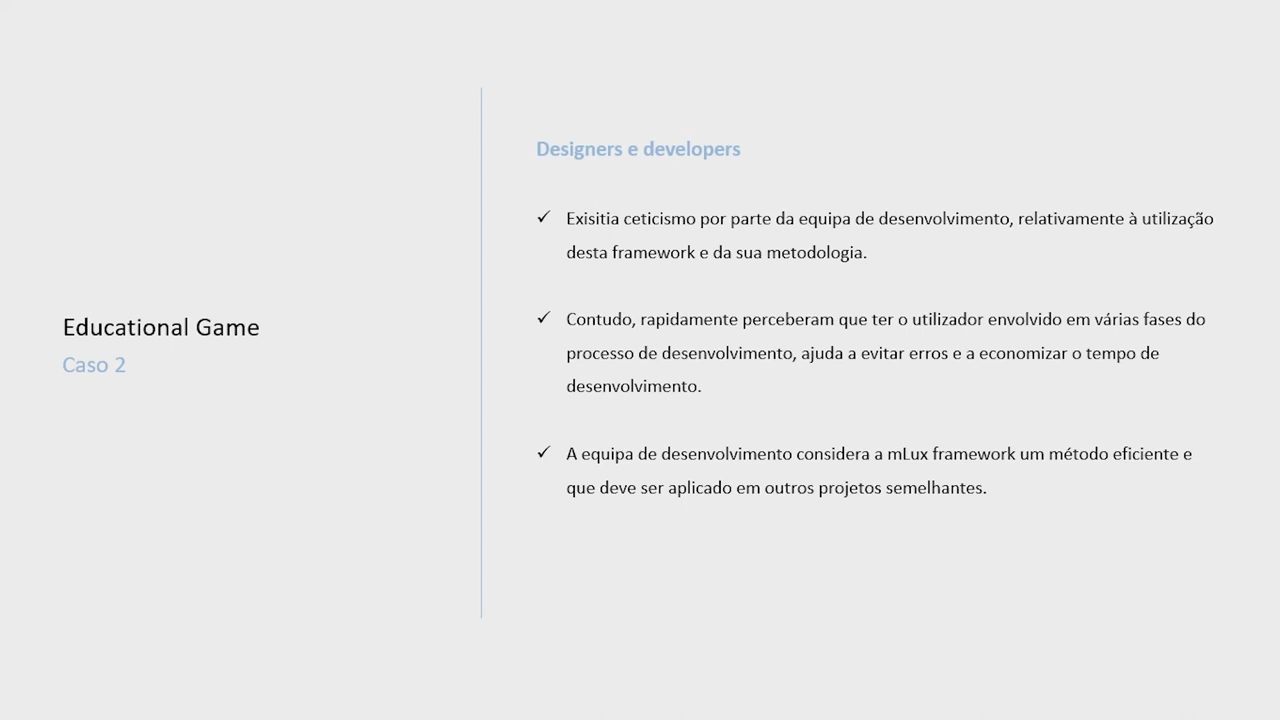 Educational Game
Caso 2
Designers e developers
✓ Exisitia ceticismo por parte da equipa de desenvolvimento, relativamente à utilização
desta framework e da sua metodologia.
✓ Contudo, rapidamente perceberam que ter o utilizador envolvido em várias fases do
processo de desenvolvimento, ajuda a evitar erros e a economizar o tempo de
desenvolvimento.
✓ A equipa de desenvolvimento considera a mLux framework um método eficiente e
que deve ser aplicado em outros projetos semelhantes.